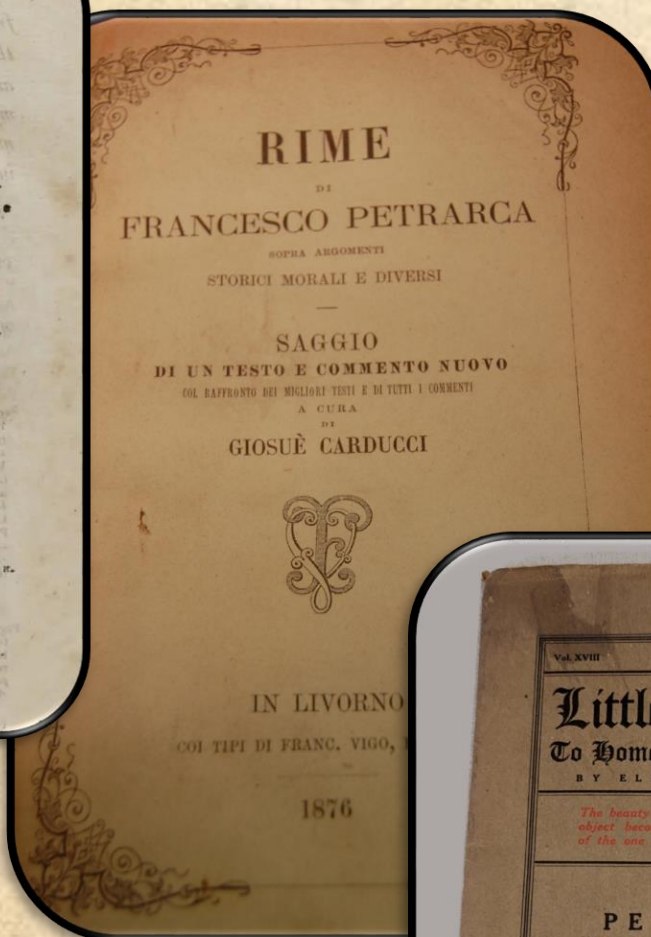 RIME
DI
FRANCESCO PETRARCA
SOPRA ARGOMENTI
STORICI MORALI E DIVERSI
SAGGIO
DI UN TESTO E COMMENTO NUOVO
COL RAFFRONTO DEI MIGLIORI TESTI E DI TUTTI I COMMENTI
A CURA
DI
GIOSUÈ CARDUCCI
IN LIVORNO
COI TIPI DI FRANC. VIGO,
1876
Vol. XVIII
Little
To Home
BY EL
The beauty
object beco
of the one
PE